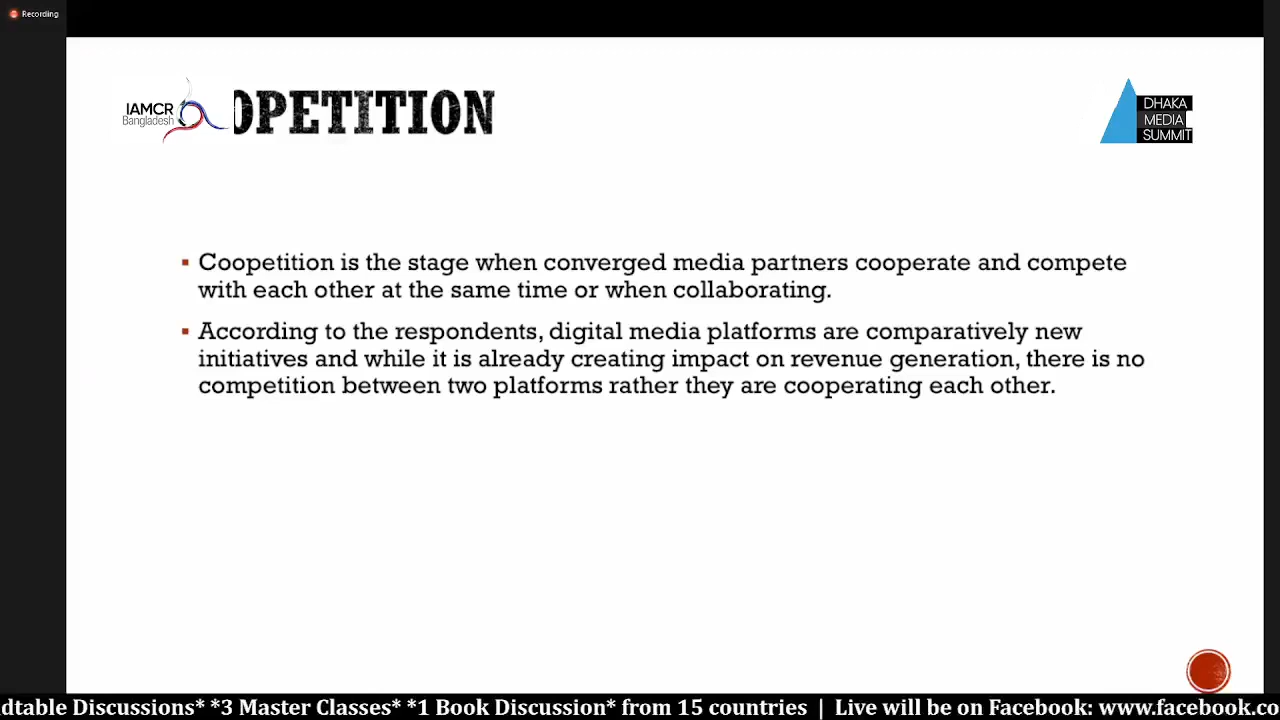 Recording
IAMCR
Bangladesh
OPETITION
DHAKA
MEDIA
SUMMIT
▪ Coopetition is the stage when converged media partners cooperate and compete
with each other at the same time or when collaborating.
▪ According to the respondents, digital media platforms are comparatively new
initiatives and while it is already creating impact on revenue generation, there is no
competition between two platforms rather they are cooperating each other.
dtable Discussions* *3 Master Classes* *1 Book Discussion* from 15 countries | Live will be on Facebook: www.facebook.co